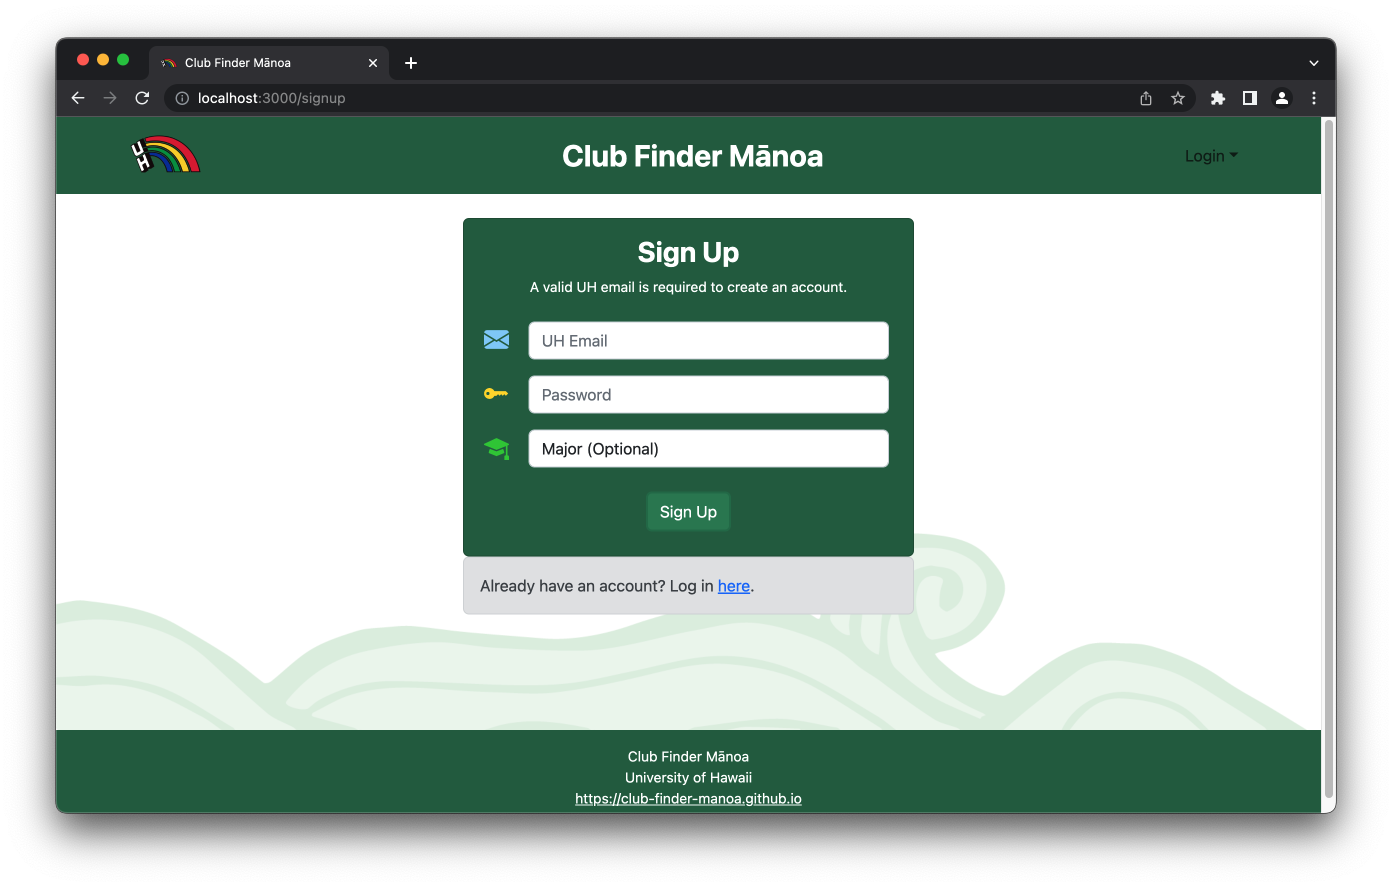 Club Finder Mānoa
localhost:3000/signup
UH
Club Finder Mānoa
Login
Sign Up
A valid UH email is required to create an account.
UH Email
Password
Major (Optional)
Sign Up
Already have an account? Log in here.
Club Finder Mānoa
University of Hawaii
https://club-finder-manoa.github.io